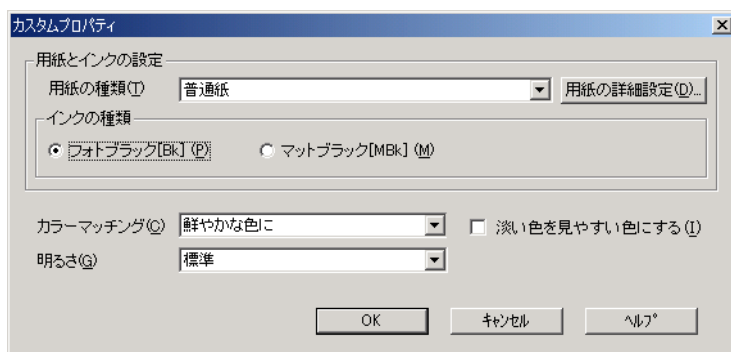 カスタムプロパティ
用紙とインクの設定
用紙の種類(T) 普通紙 用紙の詳細設定(D)...
インクの種類
フォトブラック[Bk] (P) マットブラック[MBk] (M)
カラーマッチング(C) 鮮やかな色に 淡い色を見やすい色にする(I)
明るさ(G) 標準
OK キャンセル ヘルプ